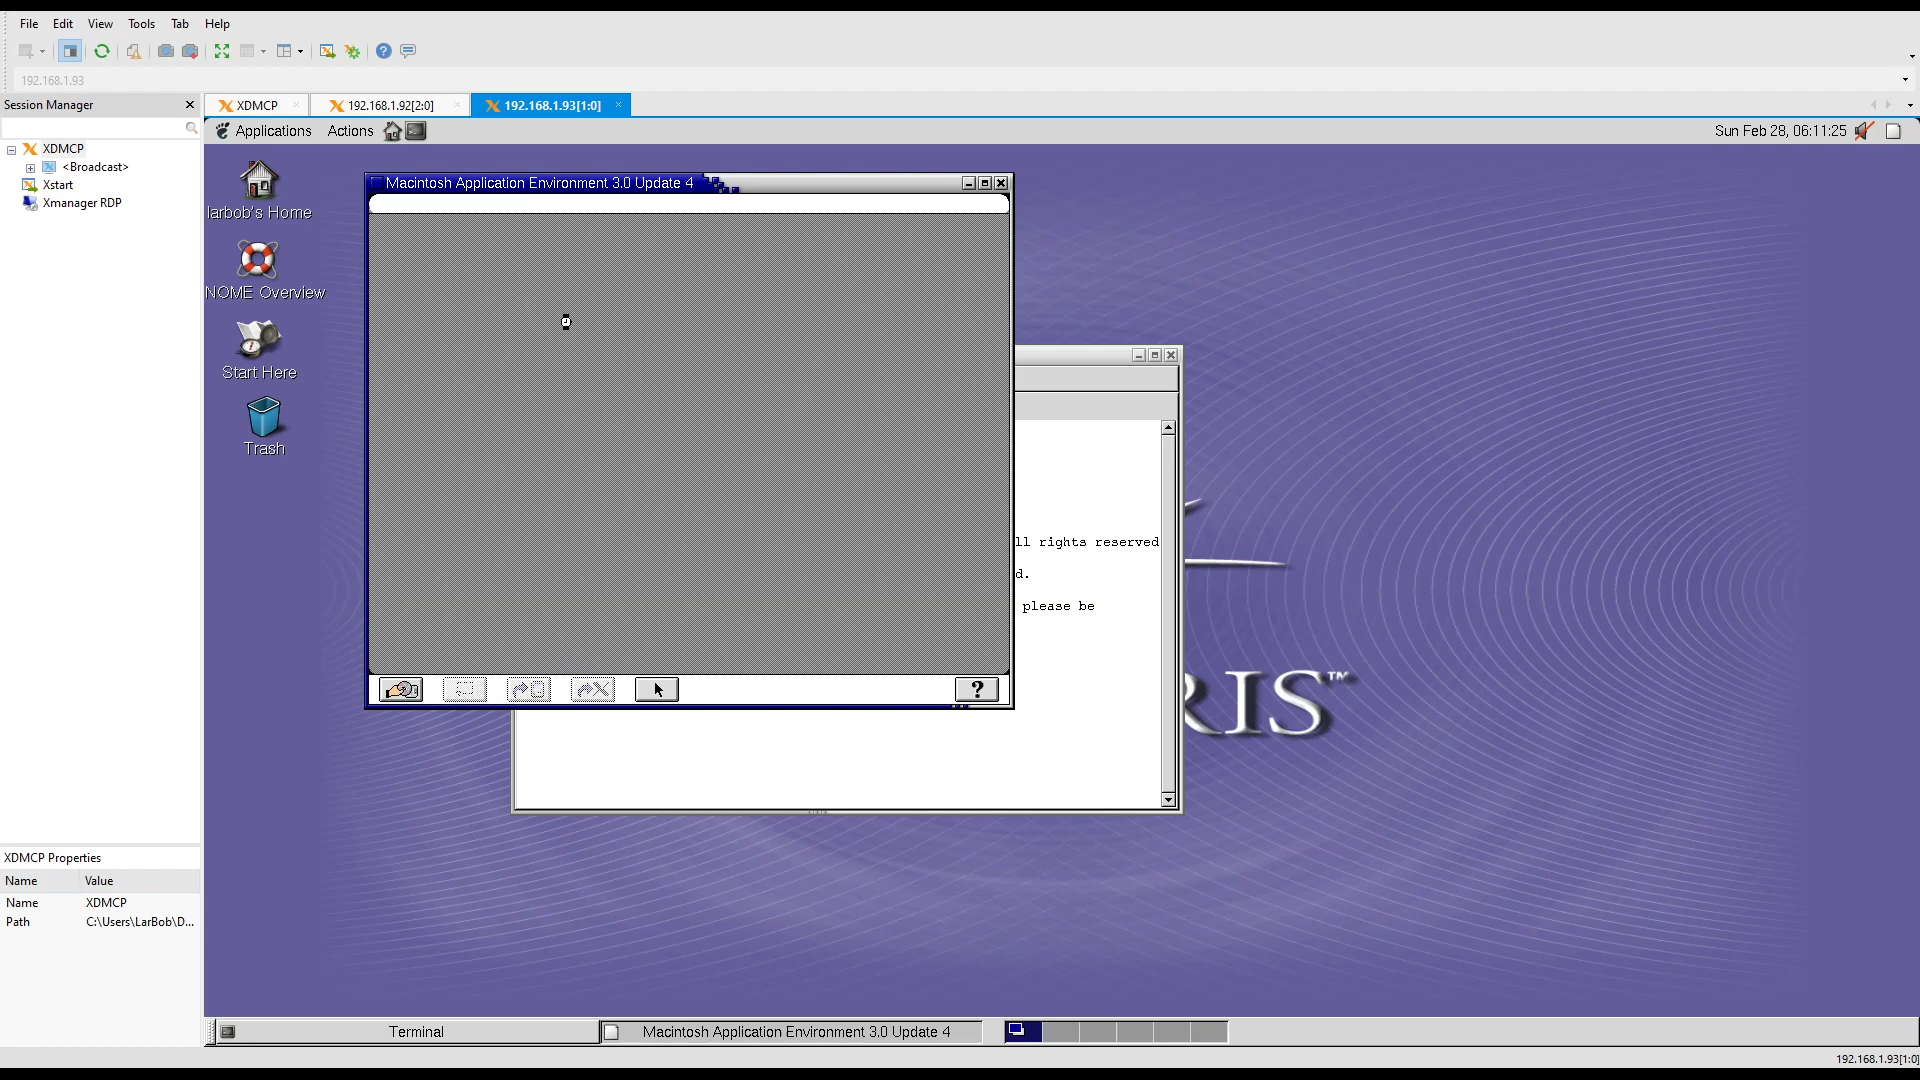 File Edit View Tools Tab Help
192.168.1.93
Session Manager
XDMCP
<Broadcast>
Xstart
Xmanager RDP
XDMCP Properties
Name Value
Name XDMCP
Path C:\Users\LarBob\D...
XDMCP 192.168.1.92[2:0] 192.168.1.93[1:0]
Applications Actions Sun Feb 28, 06:11:25
larbob's Home
NOME Overview
Start Here
Trash
Macintosh Application Environment 3.0 Update 4
?
ll rights reserved
d.
please be
RIS™
Terminal Macintosh Application Environment 3.0 Update 4
192.168.1.93[1:0]